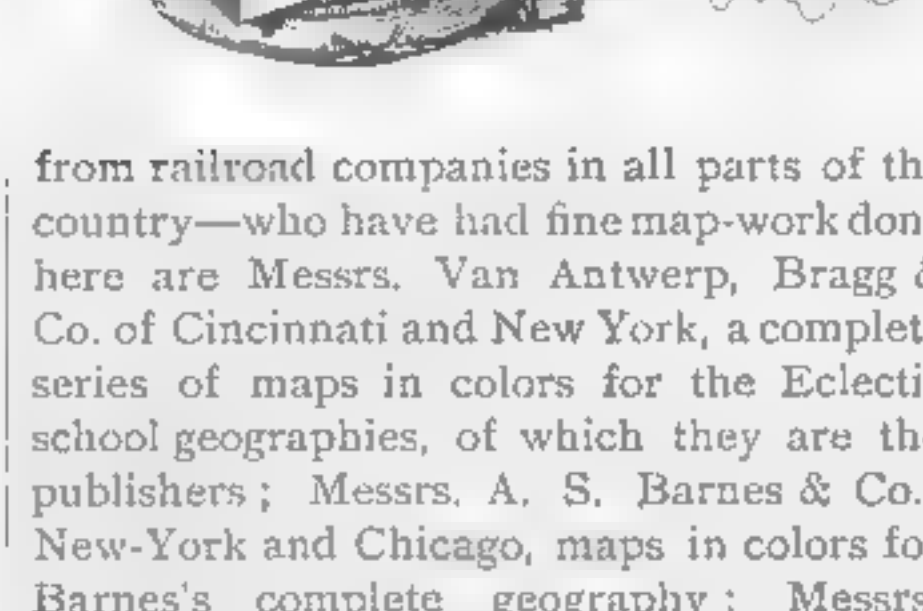 from railroad companies in all parts of th
country—who have had fine map-work don
here are Messrs. Van Antwerp, Bragg &
Co. of Cincinnati and New York, a complet
series of maps in colors for the Eclecti
school geographies, of which they are th
publishers; Messrs. A. S. Barnes & Co.
New-York and Chicago, maps in colors fo
Barnes's complete geography; Messrs